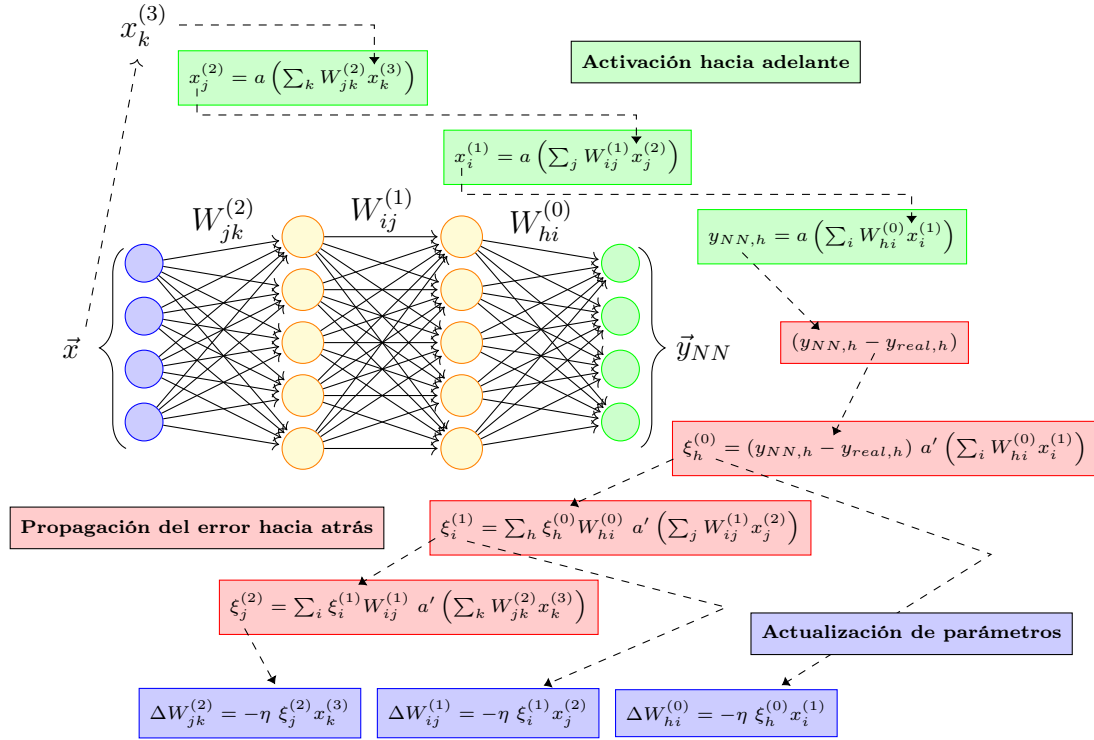 x_k^{(3)}
Activación hacia adelante
x_j^{(2)} = a (∑_k W_{jk}^{(2)} x_k^{(3)})
x_i^{(1)} = a (∑_j W_{ij}^{(1)} x_j^{(2)})
W_{jk}^{(2)} W_{ij}^{(1)} W_{hi}^{(0)}
y_{NN,h} = a (∑_i W_{hi}^{(0)} x_i^{(1)})
(y_{NN,h} − y_{real,h})
\vec{x} \vec{y}_{NN}
ξ_h^{(0)} = (y_{NN,h} − y_{real,h}) a′ (∑_i W_{hi}^{(0)} x_i^{(1)})
Propagación del error hacia atrás
ξ_i^{(1)} = ∑_h ξ_h^{(0)} W_{hi}^{(0)} a′ (∑_j W_{ij}^{(1)} x_j^{(2)})
ξ_j^{(2)} = ∑_i ξ_i^{(1)} W_{ij}^{(1)} a′ (∑_k W_{jk}^{(2)} x_k^{(3)})
Actualización de parámetros
ΔW_{jk}^{(2)} = −η ξ_j^{(2)} x_k^{(3)}
ΔW_{ij}^{(1)} = −η ξ_i^{(1)} x_j^{(2)}
ΔW_{hi}^{(0)} = −η ξ_h^{(0)} x_i^{(1)}